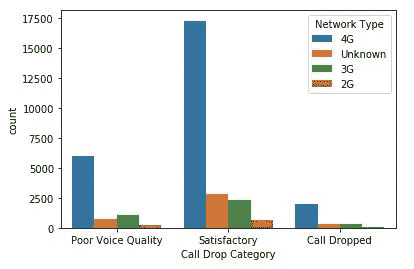 17500
15000
12500
10000
7500
5000
2500
0
count
Network Type
4G
Unknown
3G
2G
Poor Voice Quality
Satisfactory
Call Dropped
Call Drop Category